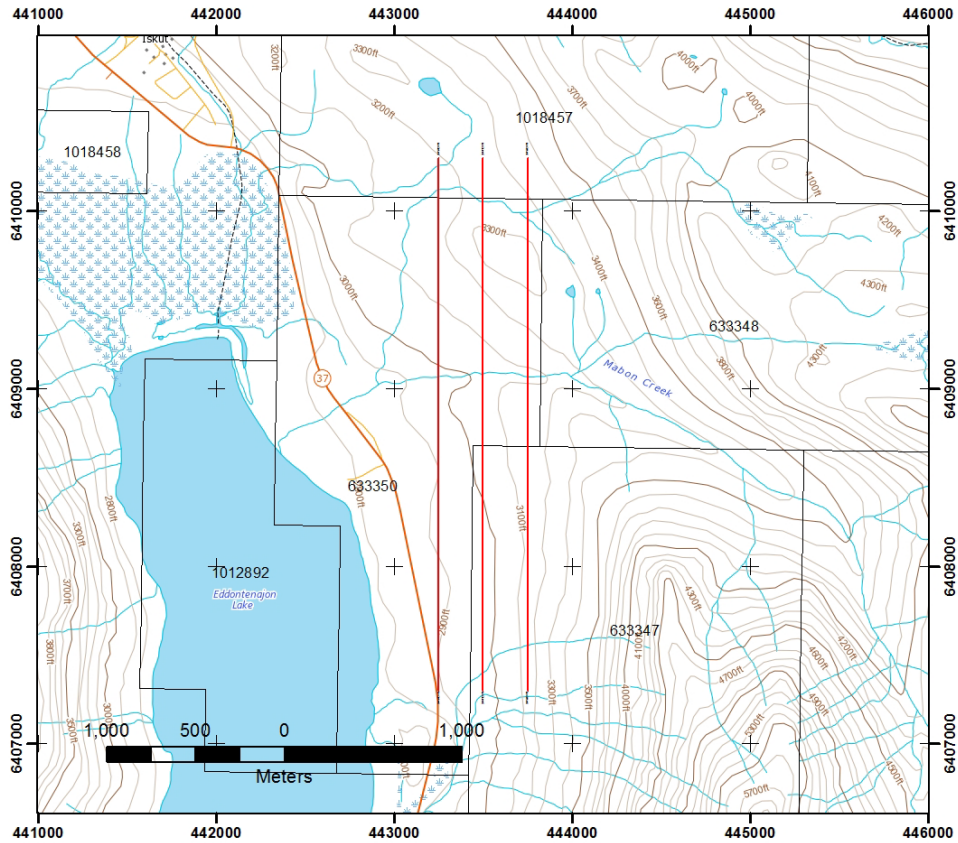 441000 442000 443000 444000 445000 446000
Iskut
3200ft
3300ft
3200ft
3700ft
4000ft
4000ft
1018457
1018458
4100ft
6410000
6410000
3300ft
4200ft
3000ft
3400ft
4300ft
3600ft
633348
4300ft
3800ft
37
Mabon Creek
6409000
6409000
633350
2800ft
3300ft
3100ft
6408000
6408000
1012892
Eddontenajon
Lake
3700ft
4300ft
2900ft
633347
4100ft
4200ft
3800ft
4600ft
4700ft
3300ft
3500ft
4000ft
4900ft
3500ft
5300ft
6407000
6407000
1,000 500 0 1,000
Meters
4500ft
5700ft
441000 442000 443000 444000 445000 446000